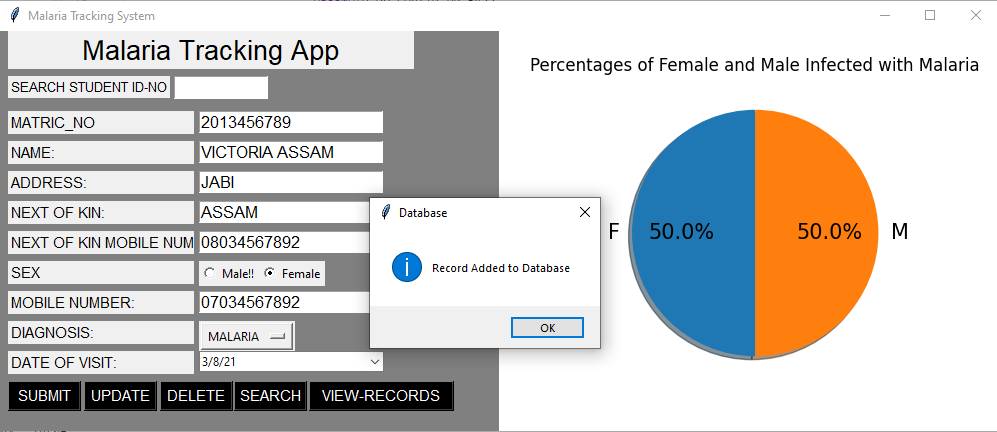 Malaria Tracking System
Malaria Tracking App
SEARCH STUDENT ID-NO
MATRIC_NO 2013456789
NAME: VICTORIA ASSAM
ADDRESS: JABI
NEXT OF KIN: ASSAM
NEXT OF KIN MOBILE NUM 08034567892
SEX Male!! Female
MOBILE NUMBER: 07034567892
DIAGNOSIS: MALARIA
DATE OF VISIT: 3/8/21
SUBMIT UPDATE DELETE SEARCH VIEW-RECORDS
Database
Record Added to Database
OK
Percentages of Female and Male Infected with Malaria
F 50.0% 50.0% M